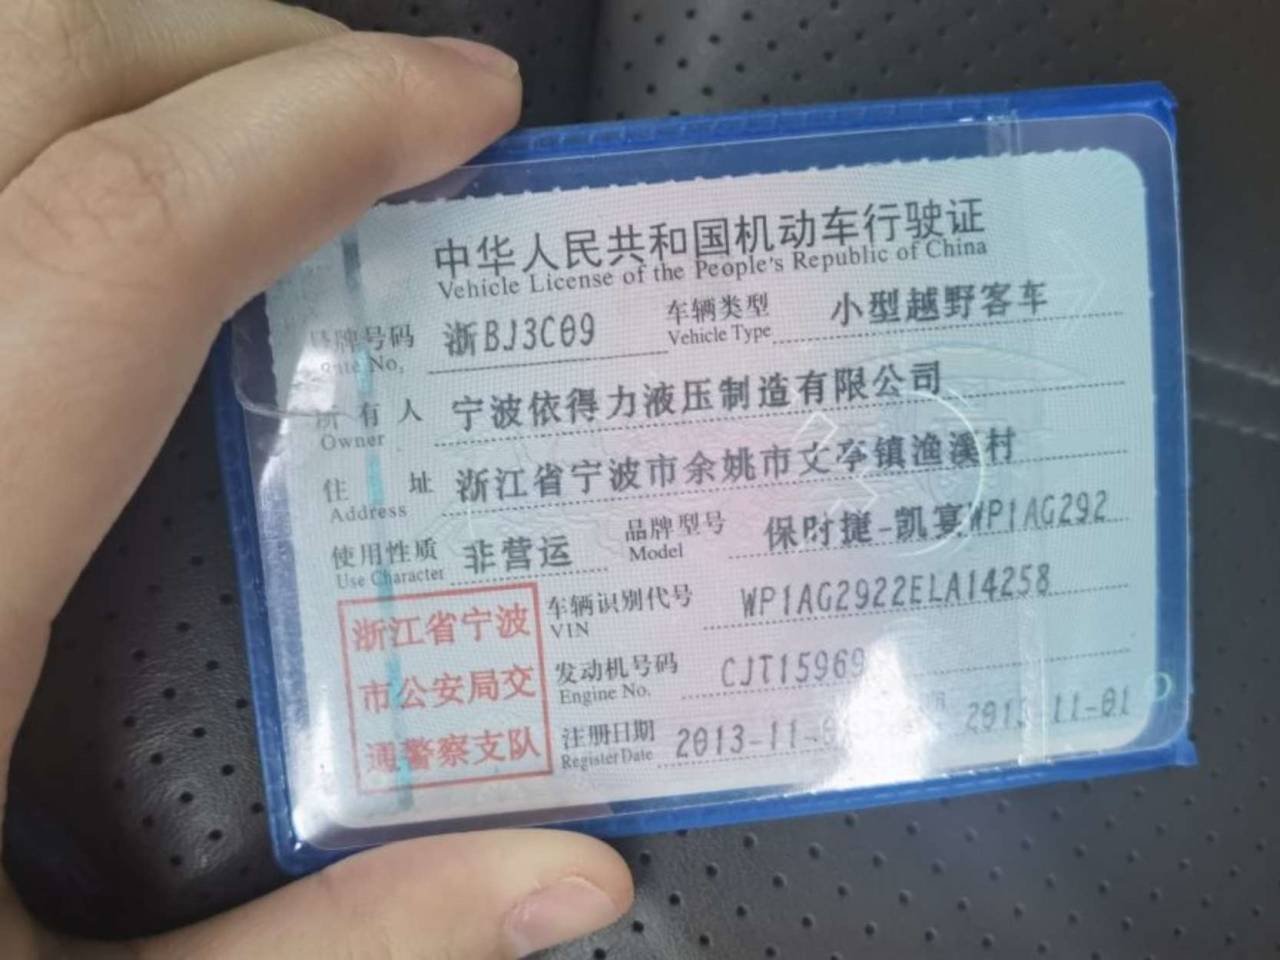 中华人民共和国机动车行驶证
Vehicle License of the People's Republic of China
号牌号码 浙BJ3C09 车辆类型 小型越野客车
Plate No. Vehicle Type
所有人 宁波依得力液压制造有限公司
Owner
住址 浙江省宁波市余姚市丈亭镇渔溪村
Address
使用性质 非营运 品牌型号 保时捷-凯宴WP1AG292
Use Character Model
浙江省宁波
市公安局交
通警察支队
车辆识别代号 WP1AG2922ELA14258
VIN
发动机号码 CJT15969
Engine No.
注册日期 2013-11- 11-01
Register Date